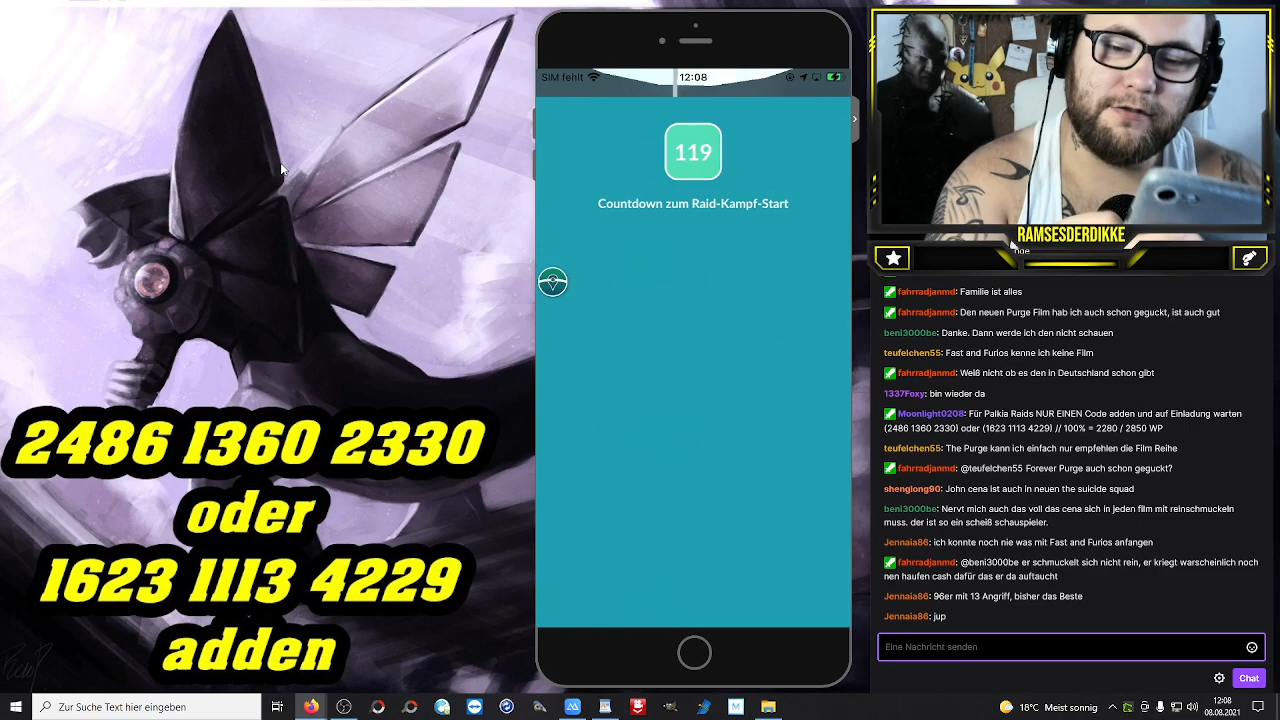 SIM fehlt
12:08
119
Countdown zum Raid-Kampf-Start
2486 1360 2330
oder
1623 1113 4229
adden
RAMSESDERDIKKE
fahrradjanmd: Familie ist alles
fahrradjanmd: Den neuen Purge Film hab ich auch schon geguckt, ist auch gut
beni3000be: Danke. Dann werde ich den nicht schauen
teufelchen55: Fast and Furios kenne ich keine Film
fahrradjanmd: Weiß nicht ob es den in Deutschland schon gibt
1337Foxy: bin wieder da
Moonlight0208: Für Palkia Raids NUR EINEN Code adden und auf Einladung warten
(2486 1360 2330) oder (1623 1113 4229) // 100% = 2280 / 2850 WP
teufelchen55: The Purge kann ich einfach nur empfehlen die Film Reihe
fahrradjanmd: @teufelchen55 Forever Purge auch schon geguckt?
shenglong90: John cena ist auch in neuen the suicide squad
beni3000be: Nervt mich auch das voll das cena sich in jeden film mit reinschmuckeln
muss. der ist so ein scheiß schauspieler.
Jennaia86: ich konnte noch nie was mit Fast and Furios anfangen
fahrradjanmd: @beni3000be er schmuckelt sich nicht rein, er kriegt warscheinlich noch
nen haufen cash dafür das er da auftaucht
Jennaia86: 96er mit 13 Angriff, bisher das Beste
Jennaia86: jup
Eine Nachricht senden
Chat
Zur Suche Text hier eingeben
18°C Meist sonnig
12:08
08.08.2021